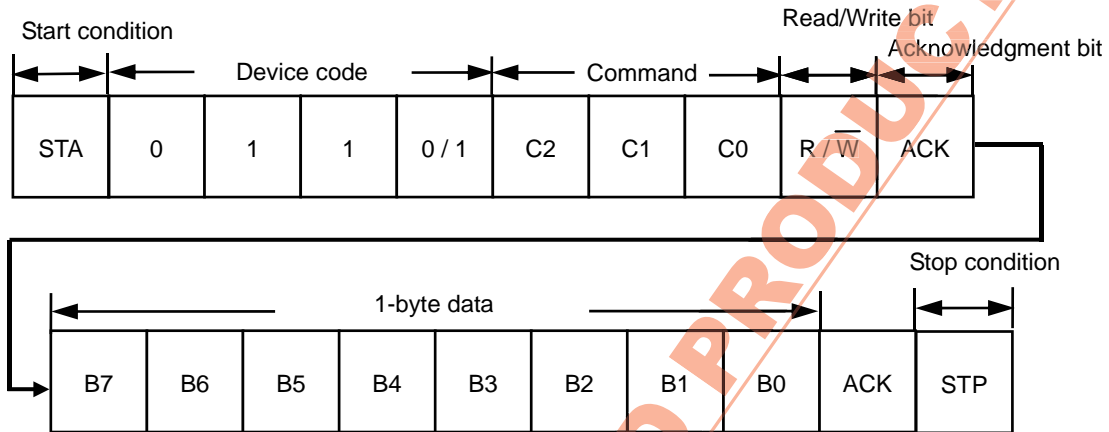 Start condition
Read/Write bit
Acknowledgment bit
Device code
Command
STA 0 1 1 0 / 1 C2 C1 C0 R / W̅ ACK
Stop condition
1-byte data
B7 B6 B5 B4 B3 B2 B1 B0 ACK STP
D PRODUC